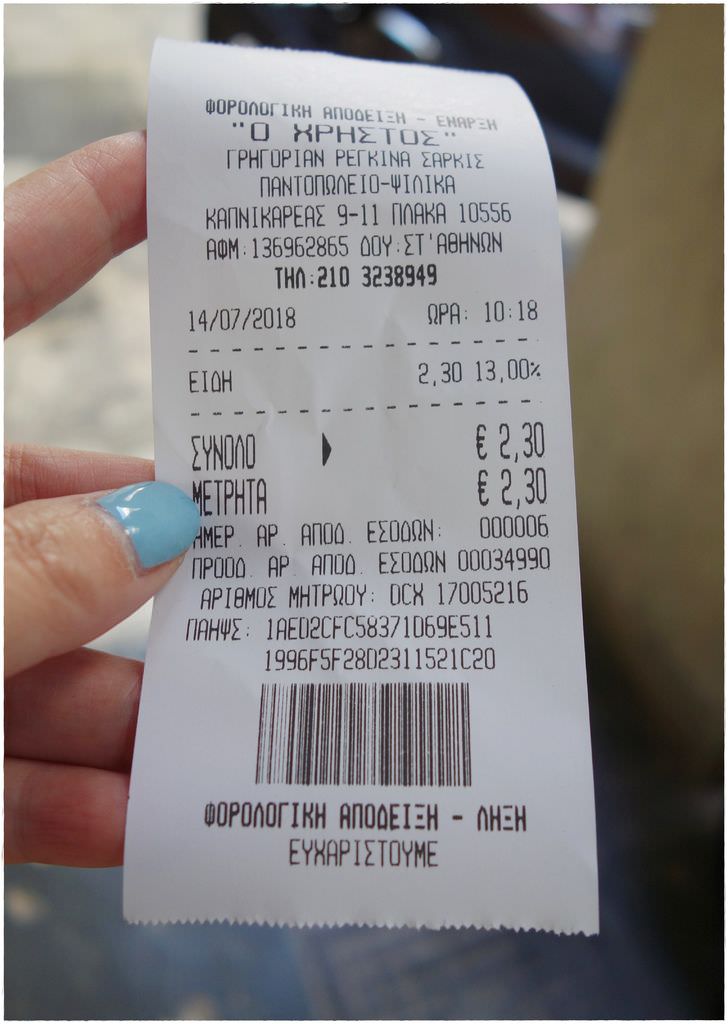 ΦΟΡΟΛΟΓΙΚΗ ΑΠΟΔΕΙΞΗ - ΕΝΑΡΞΗ
"Ο ΧΡΗΣΤΟΣ"
ΓΡΗΓΟΡΙΑΝ ΡΕΓΚΙΝΑ ΣΑΡΚΙΣ
ΠΑΝΤΟΠΩΛΕΙΟ-ΨΙΛΙΚΑ
ΚΑΠΝΙΚΑΡΕΑΣ 9-11 ΠΛΑΚΑ 10556
ΑΦΜ:136962865 ΔΟΥ:ΣΤ'ΑΘΗΝΩΝ
ΤΗΛ:210 3238949
14/07/2018 ΩΡΑ: 10:18
ΕΙΔΗ 2,30 13,00%
ΣΥΝΟΛΟ € 2,30
ΜΕΤΡΗΤΑ € 2,30
ΗΜΕΡ. ΑΡ. ΑΠΟΔ. ΕΣΟΔΩΝ: 000006
ΠΡΟΟΔ. ΑΡ. ΑΠΟΔ. ΕΣΟΔΩΝ 00034990
ΑΡΙΘΜΟΣ ΜΗΤΡΩΟΥ: DCX 17005216
ΠΑΗΨΣ: 1AED2CFC58371D69E511
1996F5F28D2311521C20
ΦΟΡΟΛΟΓΙΚΗ ΑΠΟΔΕΙΞΗ - ΛΗΞΗ
ΕΥΧΑΡΙΣΤΟΥΜΕ